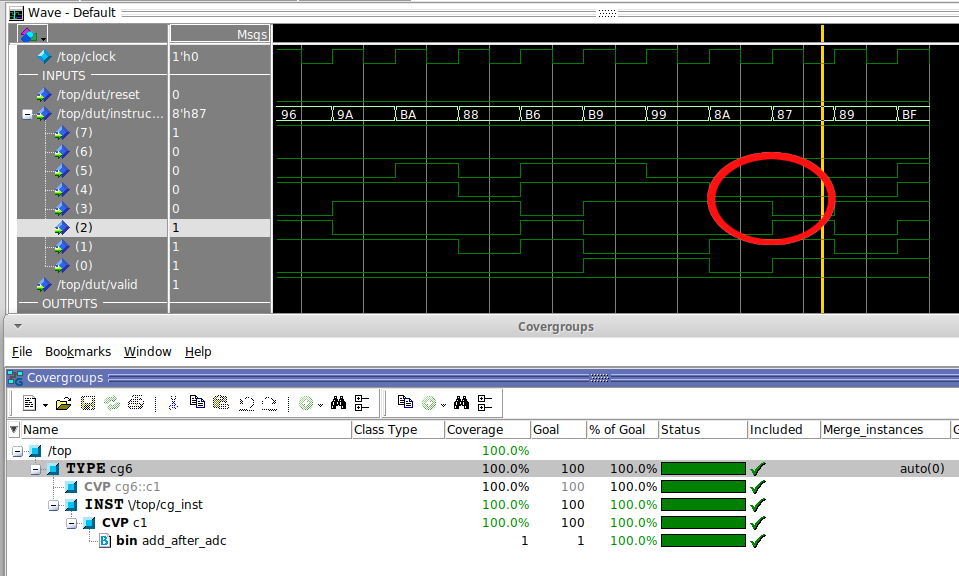 Wave - Default
Msgs
/top/clock 1'h0
INPUTS
/top/dut/reset 0
/top/dut/instruc... 8'h87 96 9A BA 88 B6 B9 99 8A 87 89 BF
(7) 1
(6) 0
(5) 0
(4) 0
(3) 0
(2) 1
(1) 1
(0) 1
/top/dut/valid 1
OUTPUTS
Covergroups
File Bookmarks Window Help
Covergroups
Name Class Type Coverage Goal % of Goal Status Included Merge_instances G
/top 100.0%
TYPE cg6 100.0% 100 100.0% auto(0)
CVP cg6::c1 100.0% 100 100.0%
INST \/top/cg_inst 100.0% 100 100.0%
CVP c1 100.0% 100 100.0%
B bin add_after_adc 1 1 100.0%